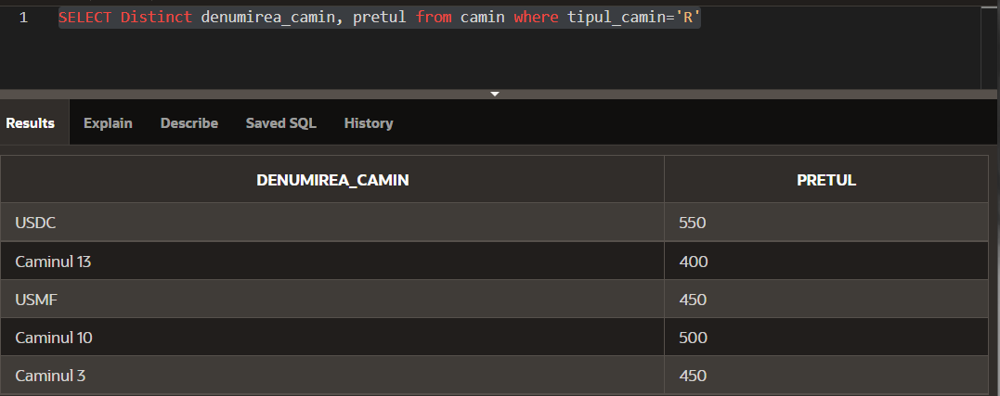 1 SELECT Distinct denumirea_camin, pretul from camin where tipul_camin='R'
Results Explain Describe Saved SQL History
DENUMIREA_CAMIN PRETUL
USDC 550
Caminul 13 400
USMF 450
Caminul 10 500
Caminul 3 450